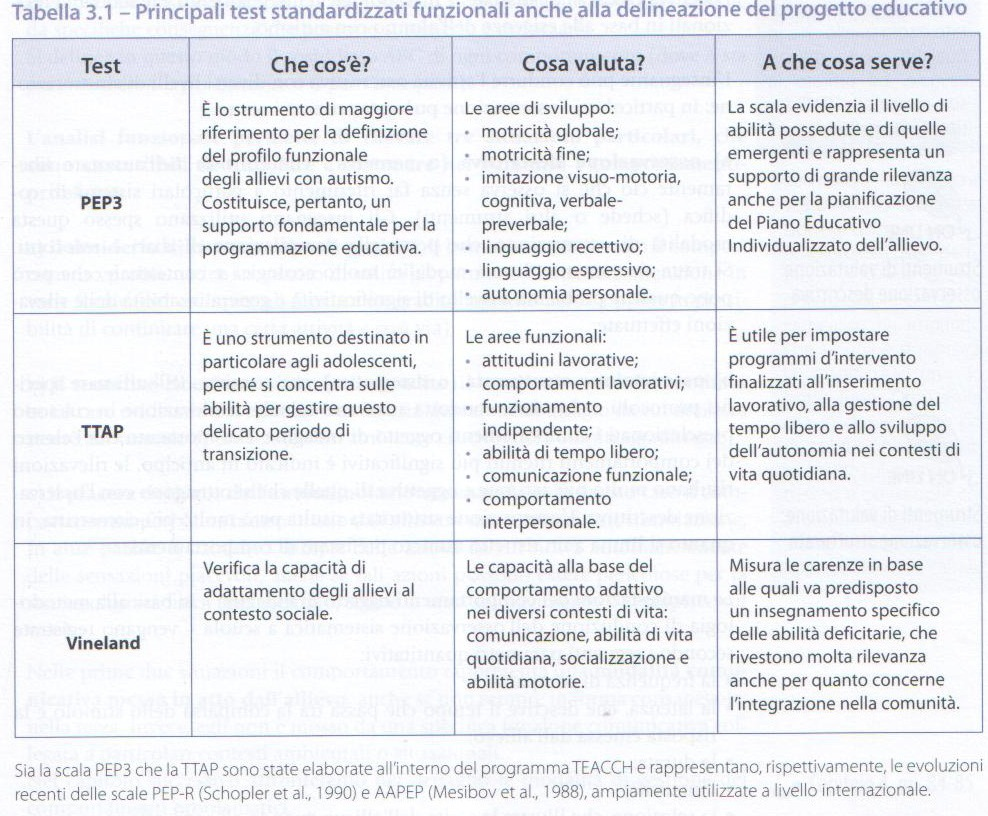 Tabella 3.1 – Principali test standardizzati funzionali anche alla delineazione del progetto educativo
Test
Che cos'è?
Cosa valuta?
A che cosa serve?
PEP3
È lo strumento di maggiore
riferimento per la definizione
del profilo funzionale
degli allievi con autismo.
Costituisce, pertanto, un
supporto fondamentale per la
programmazione educativa.
Le aree di sviluppo:
• motricità globale;
• motricità fine;
• imitazione visuo-motoria,
cognitiva, verbale-
preverbale;
• linguaggio recettivo;
• linguaggio espressivo;
• autonomia personale.
La scala evidenzia il livello di
abilità possedute e di quelle
emergenti e rappresenta un
supporto di grande rilevanza
anche per la pianificazione
del Piano Educativo
Individualizzato dell'allievo.
TTAP
È uno strumento destinato in
particolare agli adolescenti,
perché si concentra sulle
abilità per gestire questo
delicato periodo di
transizione.
Le aree funzionali:
• attitudini lavorative;
• comportamenti lavorativi;
• funzionamento
indipendente;
• abilità di tempo libero;
• comunicazione funzionale;
• comportamento
interpersonale.
È utile per impostare
programmi d'intervento
finalizzati all'inserimento
lavorativo, alla gestione del
tempo libero e allo sviluppo
dell'autonomia nei contesti di
vita quotidiana.
Vineland
Verifica la capacità di
adattamento degli allievi al
contesto sociale.
Le capacità alla base del
comportamento adattivo
nei diversi contesti di vita:
comunicazione, abilità di vita
quotidiana, socializzazione e
abilità motorie.
Misura le carenze in base
alle quali va predisposto
un insegnamento specifico
delle abilità deficitarie, che
rivestono molta rilevanza
anche per quanto concerne
l'integrazione nella comunità.
Sia la scala PEP3 che la TTAP sono state elaborate all'interno del programma TEACCH e rappresentano, rispettivamente, le evoluzioni
recenti delle scale PEP-R (Schopler et al., 1990) e AAPEP (Mesibov et al., 1988), ampiamente utilizzate a livello internazionale.